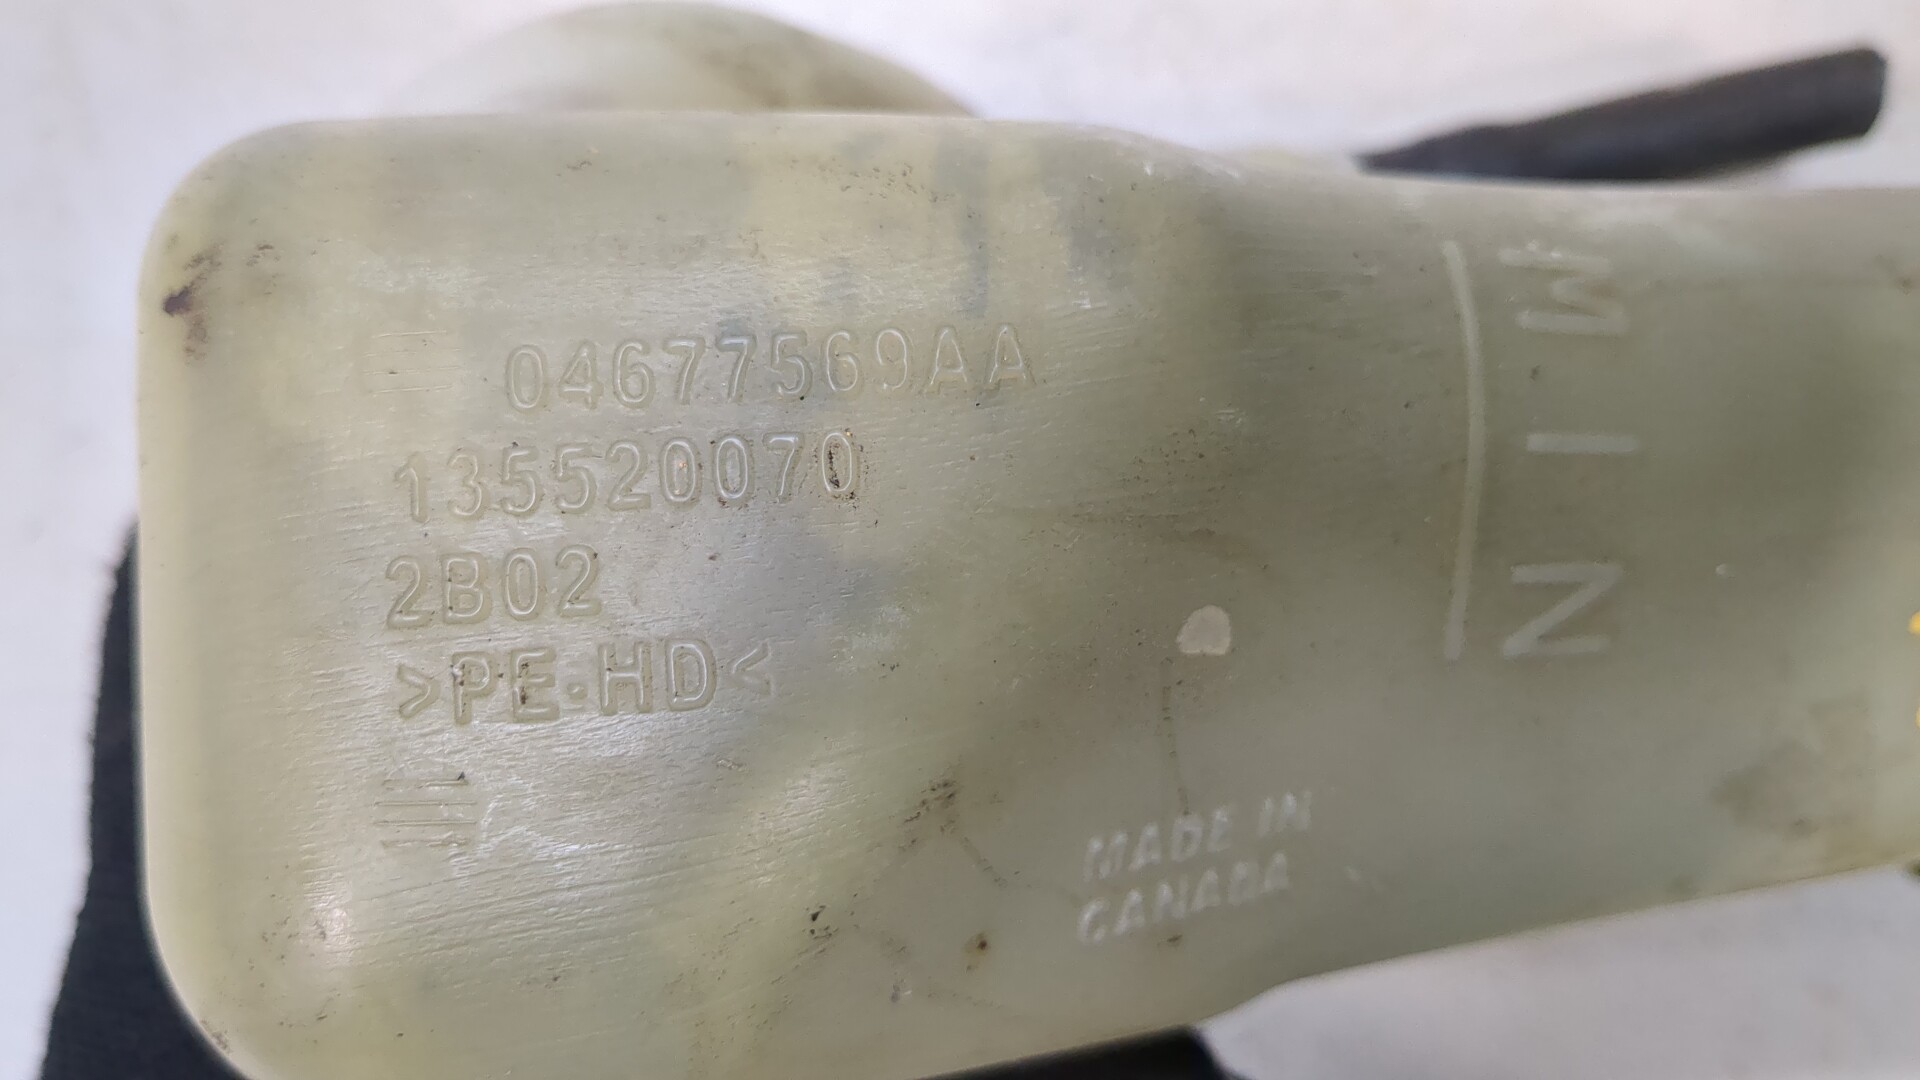 04677569AA
135520070
2B02
>PE-HD<
MIN
MADE IN
CANADA